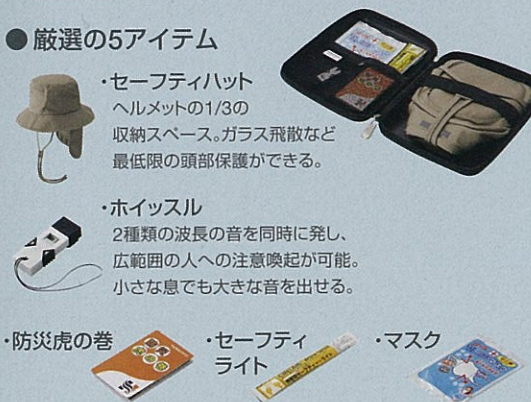 ●厳選の5アイテム
・セーフティハット
ヘルメットの1/3の
収納スペース。ガラス飛散など
最低限の頭部保護ができる。
・ホイッスル
2種類の波長の音を同時に発し、
広範囲の人への注意喚起が可能。
小さな息でも大きな音を出せる。
・防災虎の巻
・セーフティ
ライト
・マスク